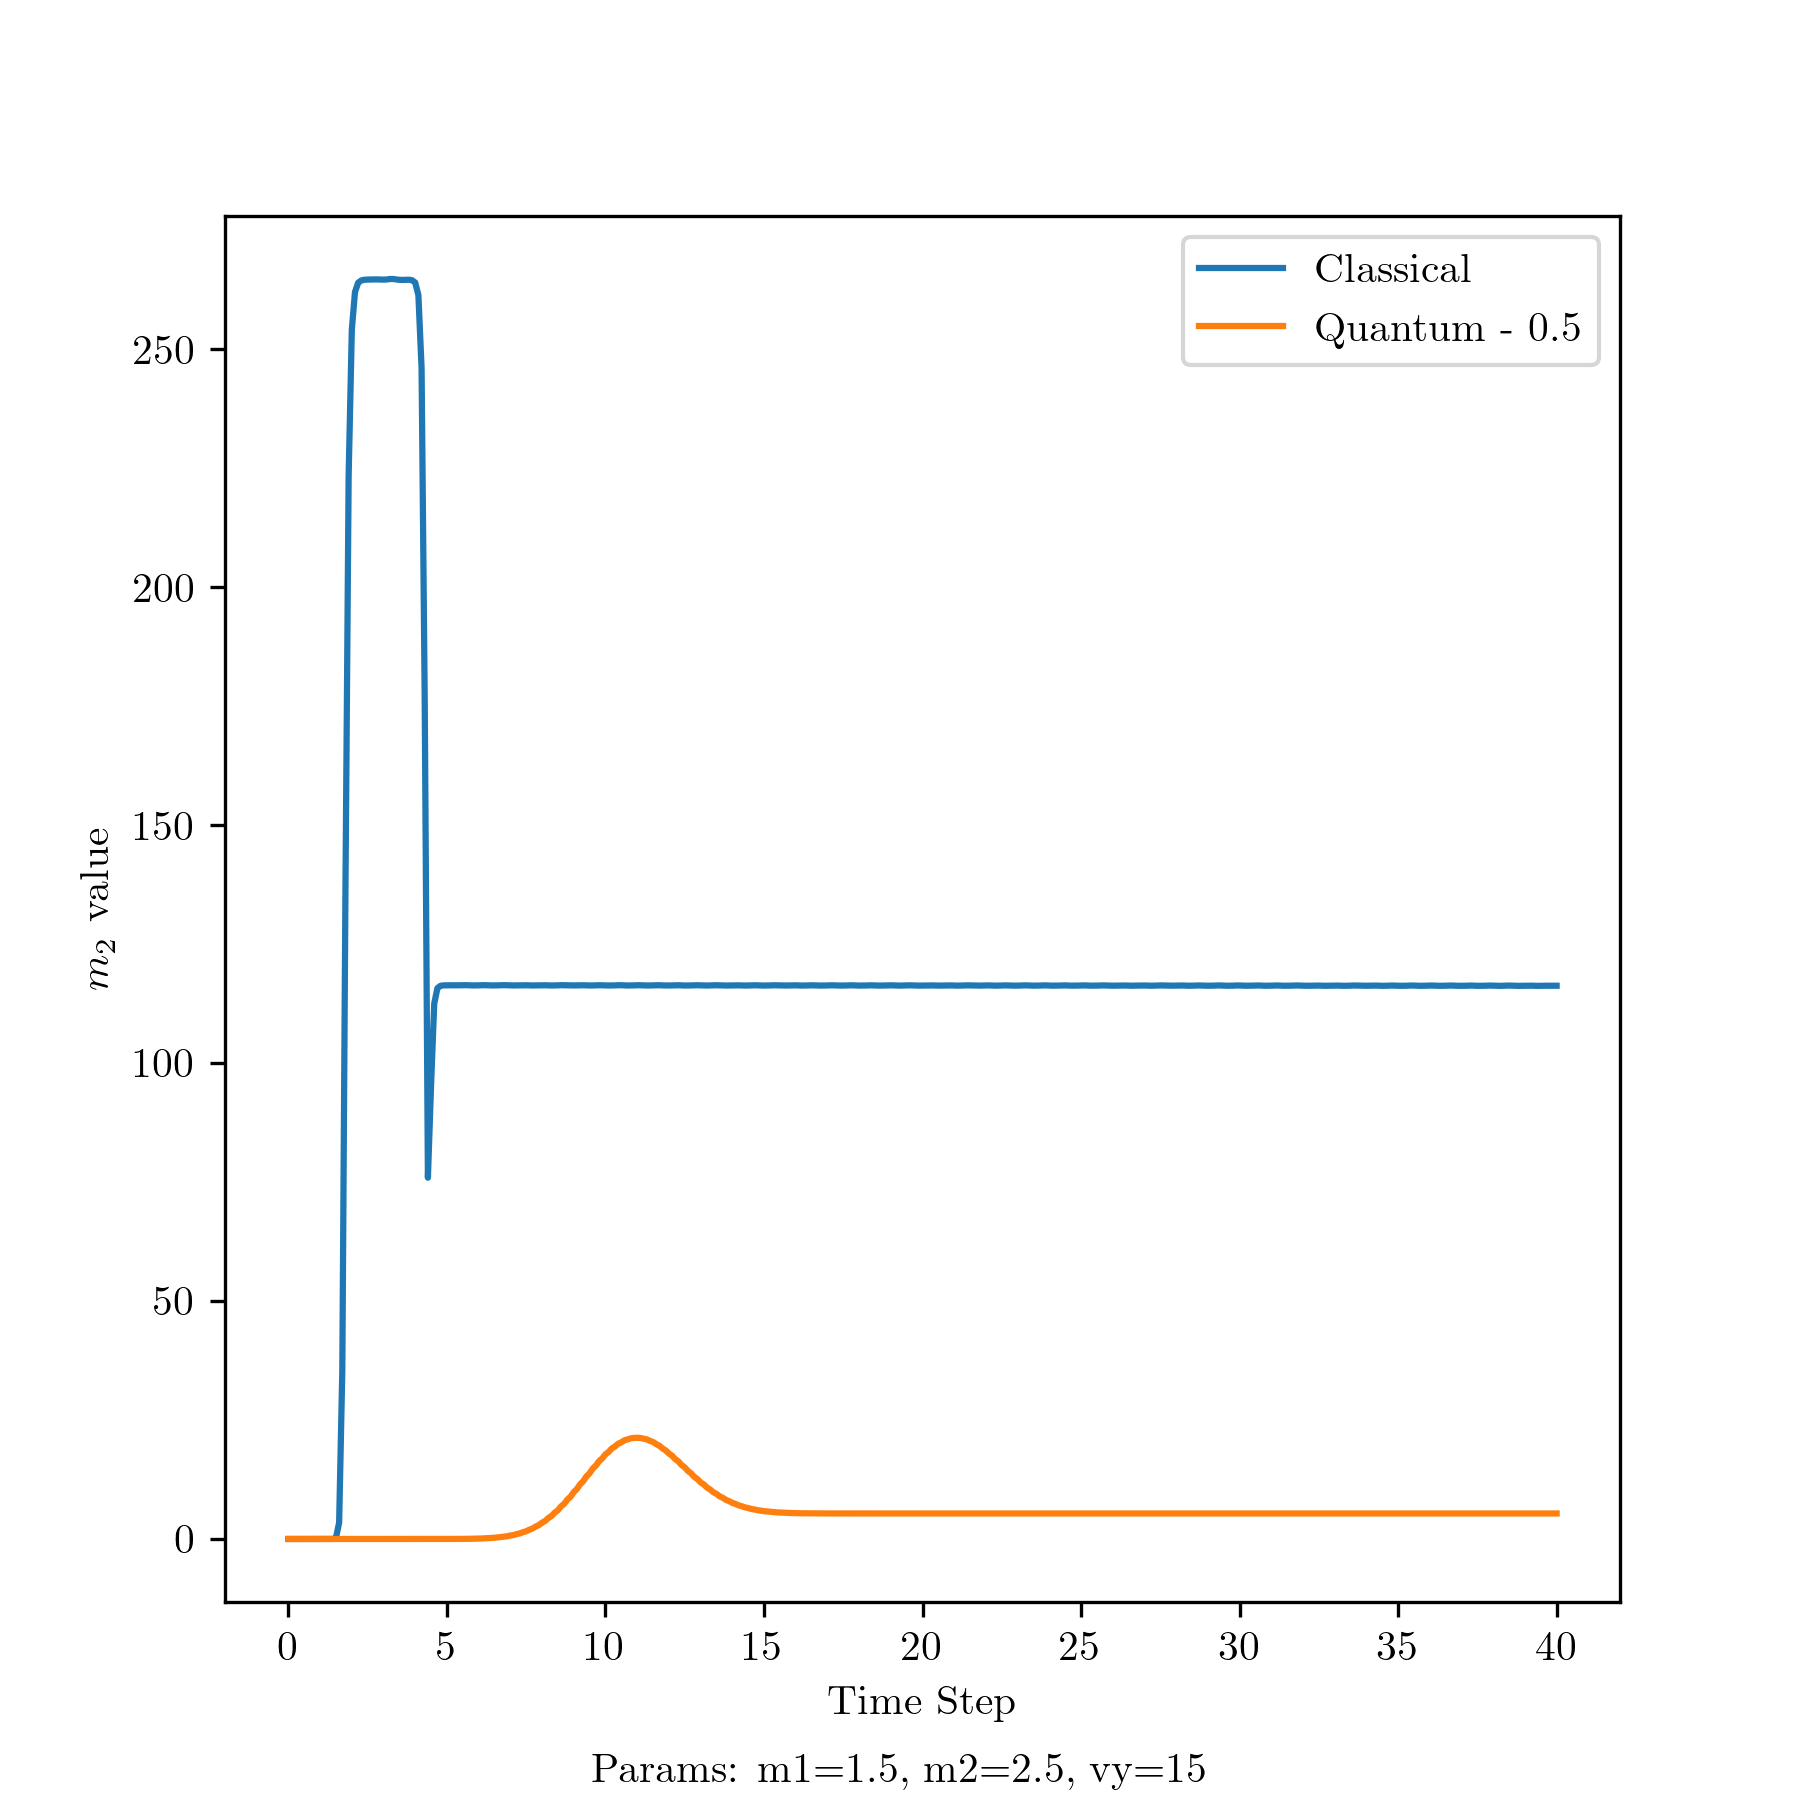 Classical
Quantum - 0.5
250
200
150
100
50
0
m₂ value
0 5 10 15 20 25 30 35 40
Time Step
Params: m1=1.5, m2=2.5, vy=15